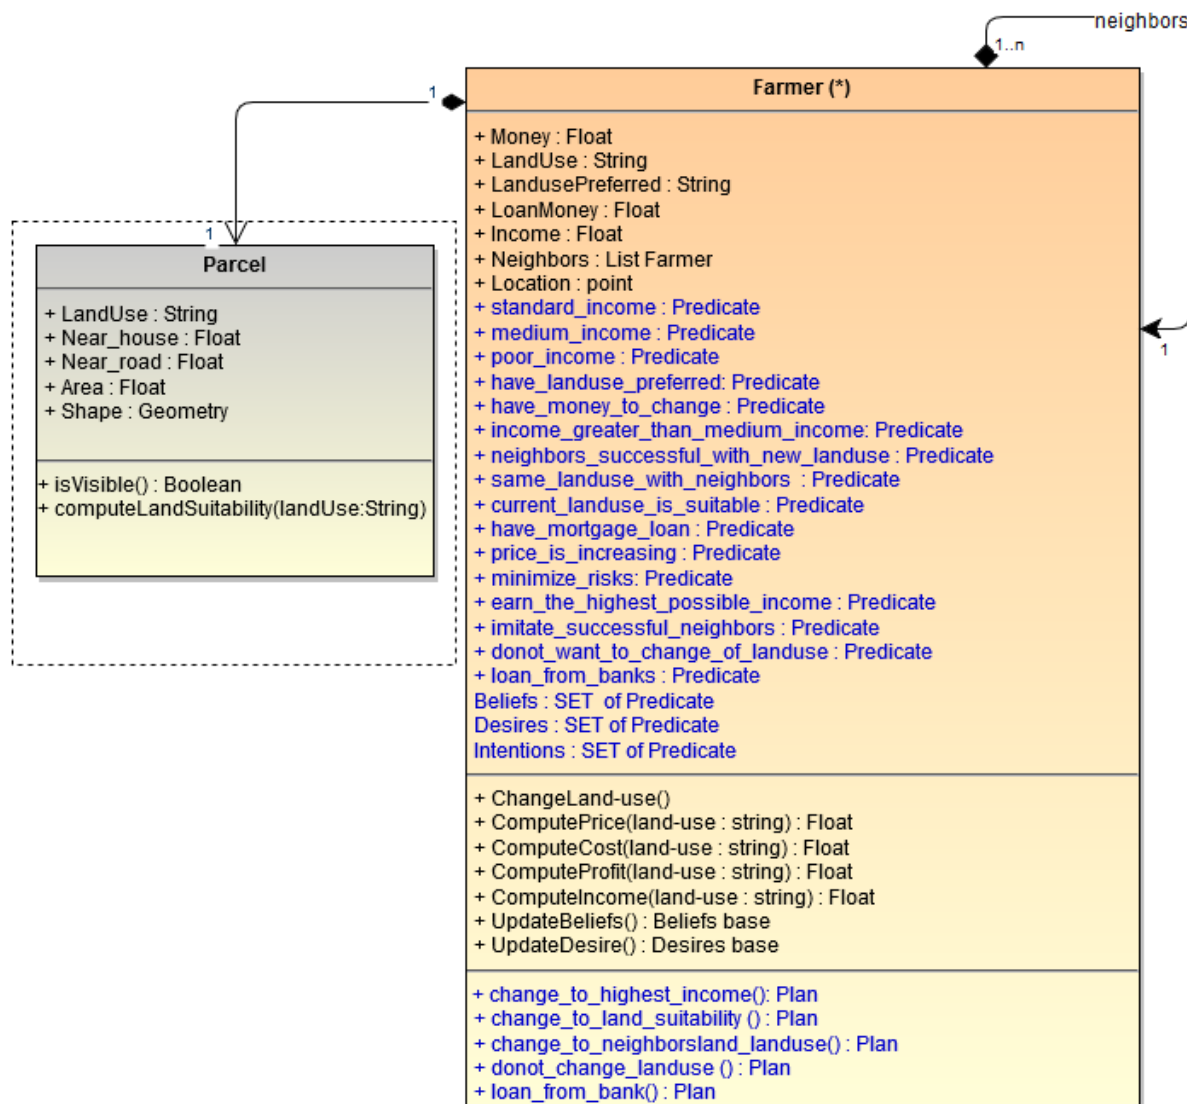 neighbors
1..n
Farmer (*)
1
+ Money : Float
+ LandUse : String
+ LandusePreferred : String
+ LoanMoney : Float
+ Income : Float
+ Neighbors : List Farmer
+ Location : point
+ standard_income : Predicate
+ medium_income : Predicate
+ poor_income : Predicate
+ have_landuse_preferred: Predicate
+ have_money_to_change : Predicate
+ income_greater_than_medium_income: Predicate
+ neighbors_successful_with_new_landuse : Predicate
+ same_landuse_with_neighbors : Predicate
+ current_landuse_is_suitable : Predicate
+ have_mortgage_loan : Predicate
+ price_is_increasing : Predicate
+ minimize_risks: Predicate
+ earn_the_highest_possible_income : Predicate
+ imitate_successful_neighbors : Predicate
+ donot_want_to_change_of_landuse : Predicate
+ loan_from_banks : Predicate
Beliefs : SET of Predicate
Desires : SET of Predicate
Intentions : SET of Predicate
1
+ ChangeLand-use()
+ ComputePrice(land-use : string) : Float
+ ComputeCost(land-use : string) : Float
+ ComputeProfit(land-use : string) : Float
+ ComputeIncome(land-use : string) : Float
+ UpdateBeliefs() : Beliefs base
+ UpdateDesire() : Desires base
+ change_to_highest_income(): Plan
+ change_to_land_suitability () : Plan
+ change_to_neighborsland_landuse() : Plan
+ donot_change_landuse () : Plan
+ loan_from_bank() : Plan
1
Parcel
+ LandUse : String
+ Near_house : Float
+ Near_road : Float
+ Area : Float
+ Shape : Geometry
+ isVisible() : Boolean
+ computeLandSuitability(landUse:String)